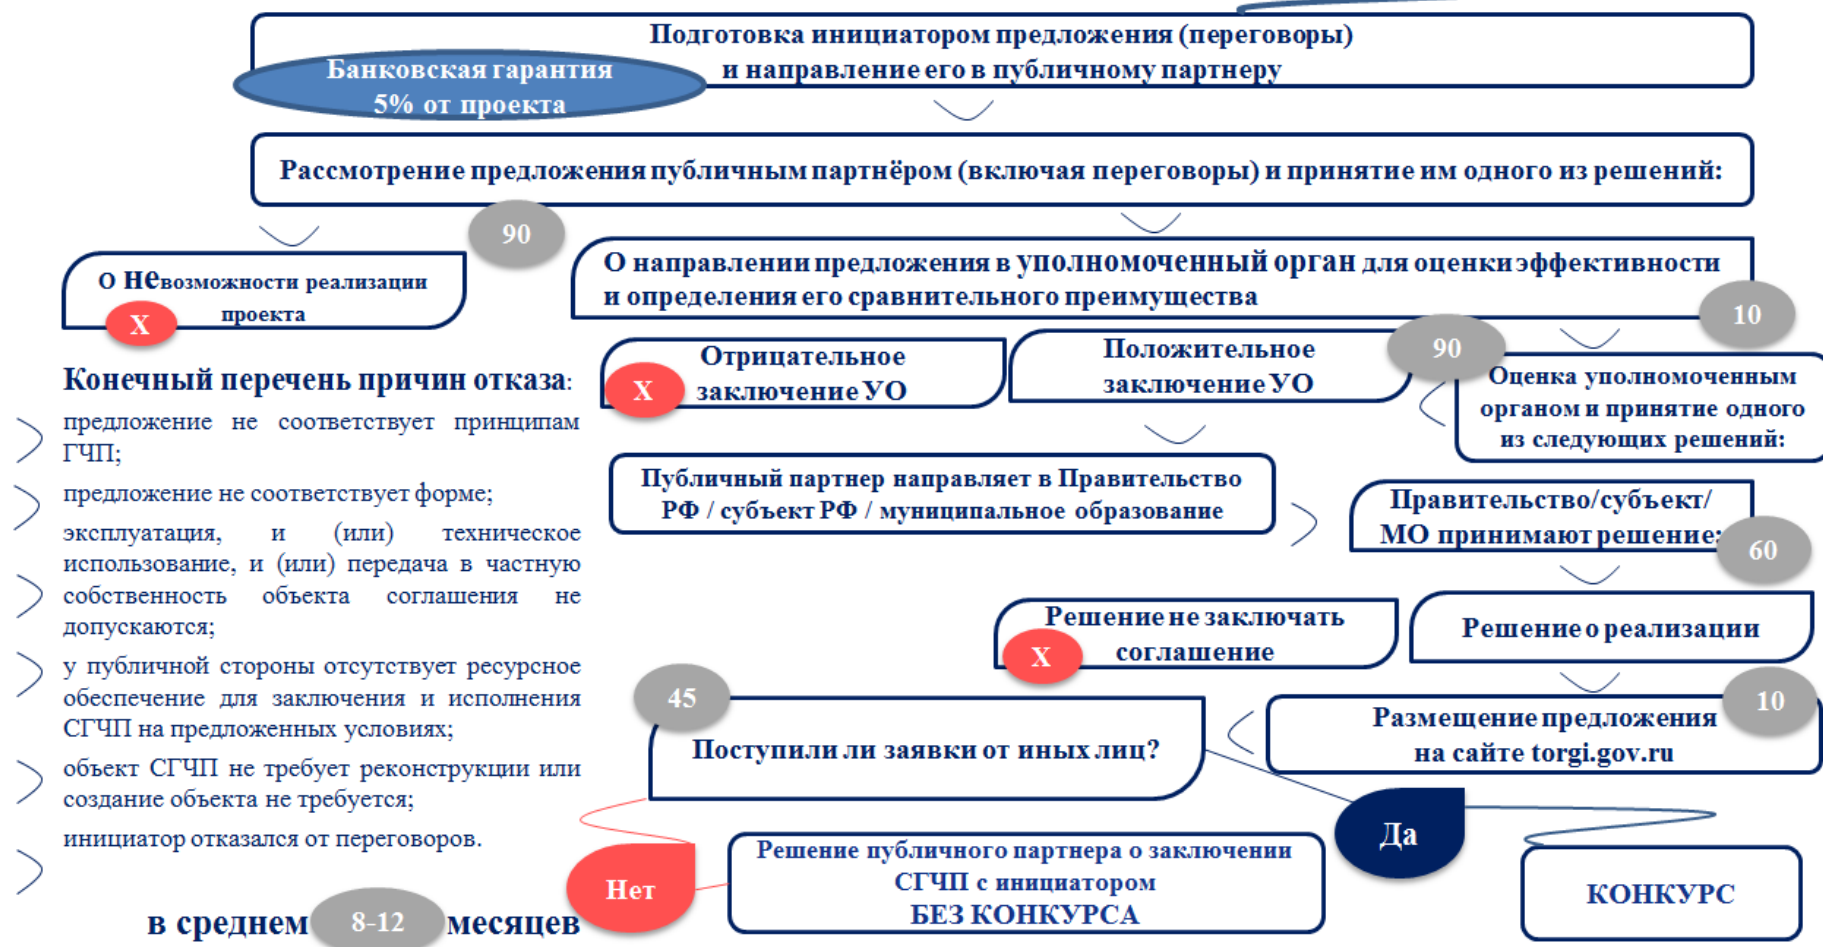 Подготовка инициатором предложения (переговоры)
и направление его в публичному партнеру
Банковская гарантия
5% от проекта
Рассмотрение предложения публичным партнёром (включая переговоры) и принятие им одного из решений:
90
О невозможности реализации
проекта
X
О направлении предложения в уполномоченный орган для оценки эффективности
и определения его сравнительного преимущества
10
Отрицательное
заключение УО
X
Положительное
заключение УО
90
Оценка уполномоченным
органом и принятие одного
из следующих решений:
Конечный перечень причин отказа:
предложение не соответствует принципам
ГЧП;
предложение не соответствует форме;
эксплуатация, и (или) техническое
использование, и (или) передача в частную
собственность объекта соглашения не
допускаются;
у публичной стороны отсутствует ресурсное
обеспечение для заключения и исполнения
СГЧП на предложенных условиях;
объект СГЧП не требует реконструкции или
создание объекта не требуется;
инициатор отказался от переговоров.
в среднем 8-12 месяцев
Публичный партнер направляет в Правительство
РФ / субъект РФ / муниципальное образование
Правительство/субъект/
МО принимают решение:
60
Решение не заключать
соглашение
X
Решение о реализации
10
Размещение предложения
на сайте torgi.gov.ru
45
Поступили ли заявки от иных лиц?
Да
Нет
Решение публичного партнера о заключении
СГЧП с инициатором
БЕЗ КОНКУРСА
КОНКУРС